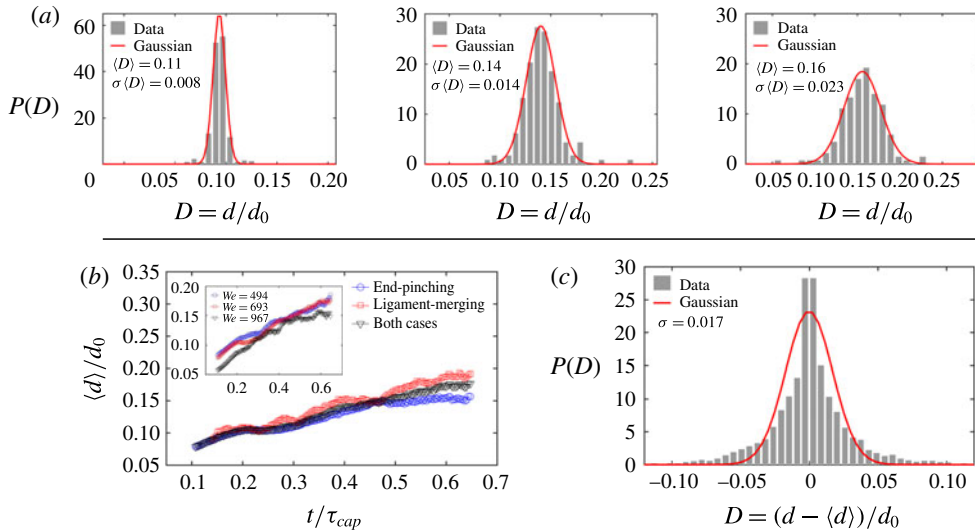 (a)
P(D)
60
40
20
0
Data
Gaussian
⟨D⟩ = 0.11
σ⟨D⟩ = 0.008
0.05 0.10 0.15 0.20
D = d/d0
30
20
10
0
Data
Gaussian
⟨D⟩ = 0.14
σ⟨D⟩ = 0.014
0.05 0.10 0.15 0.20 0.25
D = d/d0
30
20
10
0
Data
Gaussian
⟨D⟩ = 0.16
σ⟨D⟩ = 0.023
0.05 0.10 0.15 0.20 0.25
D = d/d0
(b)
⟨d⟩/d0
0.35
0.30
0.25
0.20
0.15
0.10
0.05
0.20
0.15
0.10
0.05
We = 494
We = 693
We = 967
0.2 0.4 0.6
End-pinching
Ligament-merging
Both cases
0.1 0.2 0.3 0.4 0.5 0.6 0.7
t/τcap
(c)
P(D)
30
25
20
15
10
5
0
Data
Gaussian
σ = 0.017
−0.10 −0.05 0 0.05 0.10
D = (d − ⟨d⟩)/d0